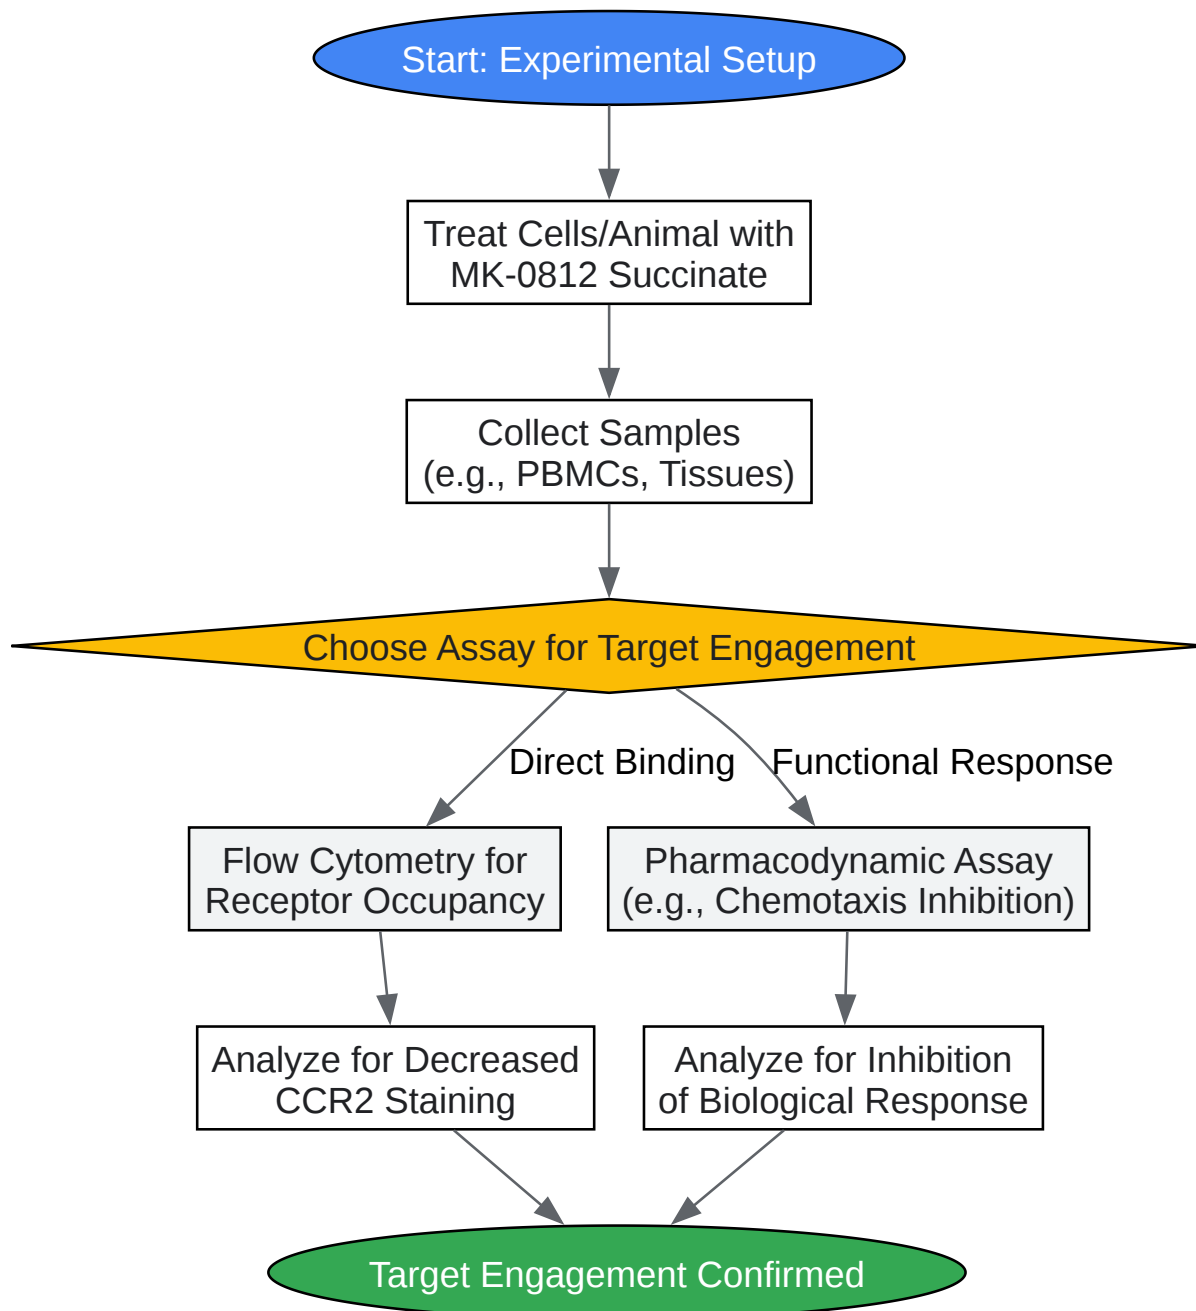 Start: Experimental Setup
Treat Cells/Animal with
MK-0812 Succinate
Collect Samples
(e.g., PBMCs, Tissues)
Choose Assay for Target Engagement
Direct Binding
Functional Response
Flow Cytometry for
Receptor Occupancy
Pharmacodynamic Assay
(e.g., Chemotaxis Inhibition)
Analyze for Decreased
CCR2 Staining
Analyze for Inhibition
of Biological Response
Target Engagement Confirmed